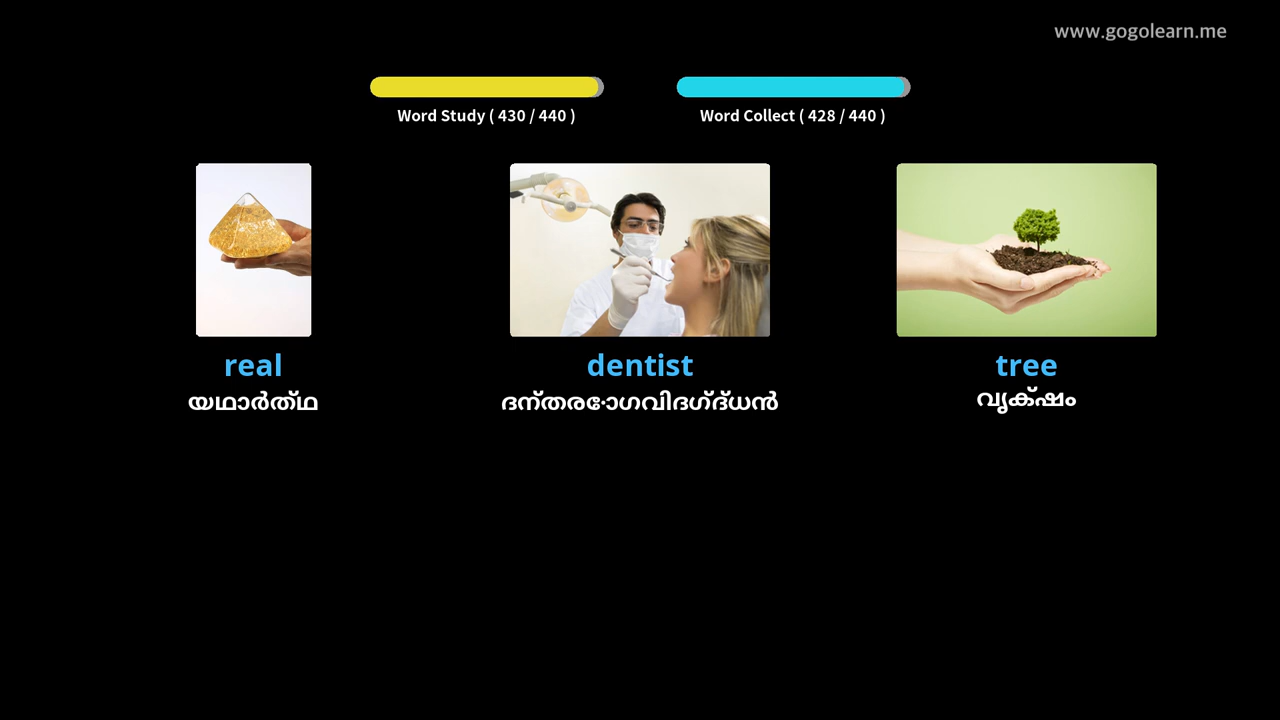 www.gogolearn.me
Word Study ( 430 / 440 )
Word Collect ( 428 / 440 )
real
dentist
tree
യഥാർത്ഥ
ദന്തരോഗവിദഗ്ദ്ധൻ
വൃക്ഷം